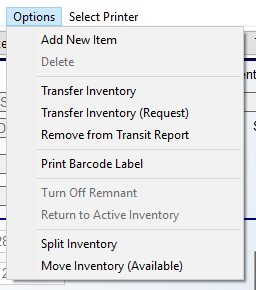 Options Select Printer
Add New Item
Delete
Transfer Inventory
Transfer Inventory (Request)
Remove from Transit Report
Print Barcode Label
Turn Off Remnant
Return to Active Inventory
Split Inventory
Move Inventory (Available)